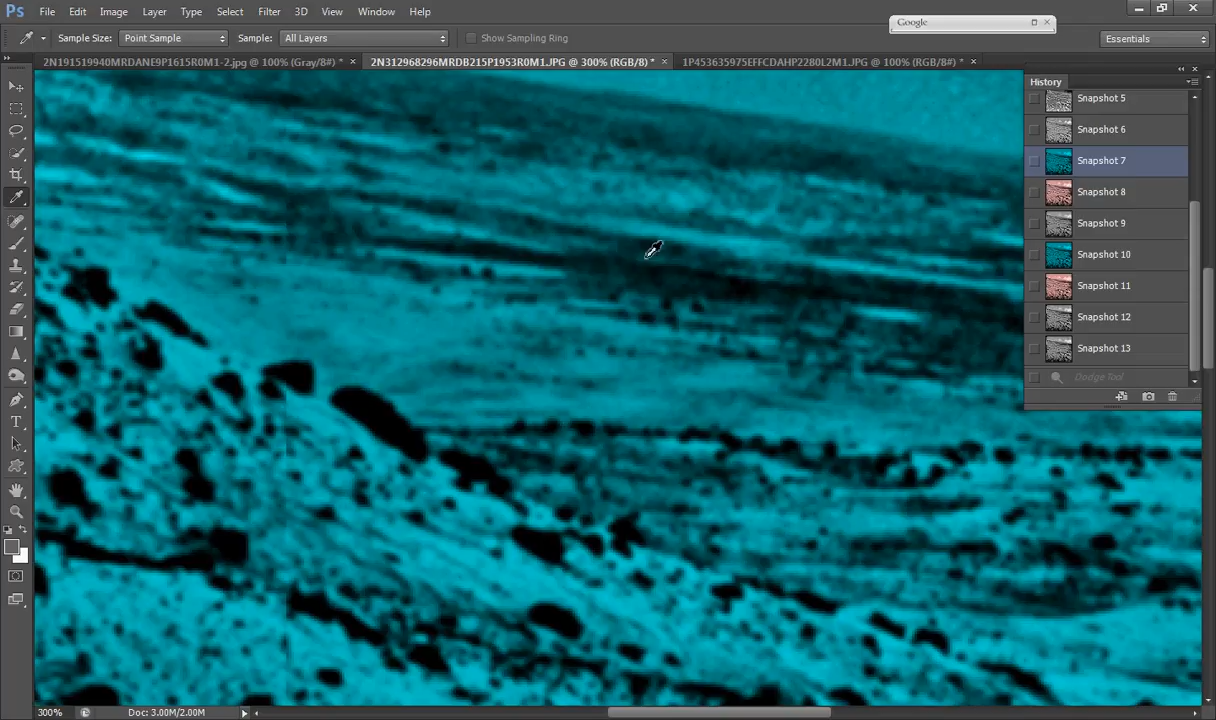 Ps File Edit Image Layer Type Select Filter 3D View Window Help
Google
Sample Size: Point Sample Sample: All Layers Show Sampling Ring Essentials
2N191519940MRDANE9P1615R0M1-2.jpg @ 100% (Gray/8#) * × 2N312968296MRDB215P1953R0M1.JPG @ 300% (RGB/8) * × 1P453635975EFFCDAHP2280L2M1.JPG @ 100% (RGB/8#) * ×
History
Snapshot 5
Snapshot 6
Snapshot 7
Snapshot 8
Snapshot 9
Snapshot 10
Snapshot 11
Snapshot 12
Snapshot 13
Dodge Tool
300% Doc: 3.00M/2.00M